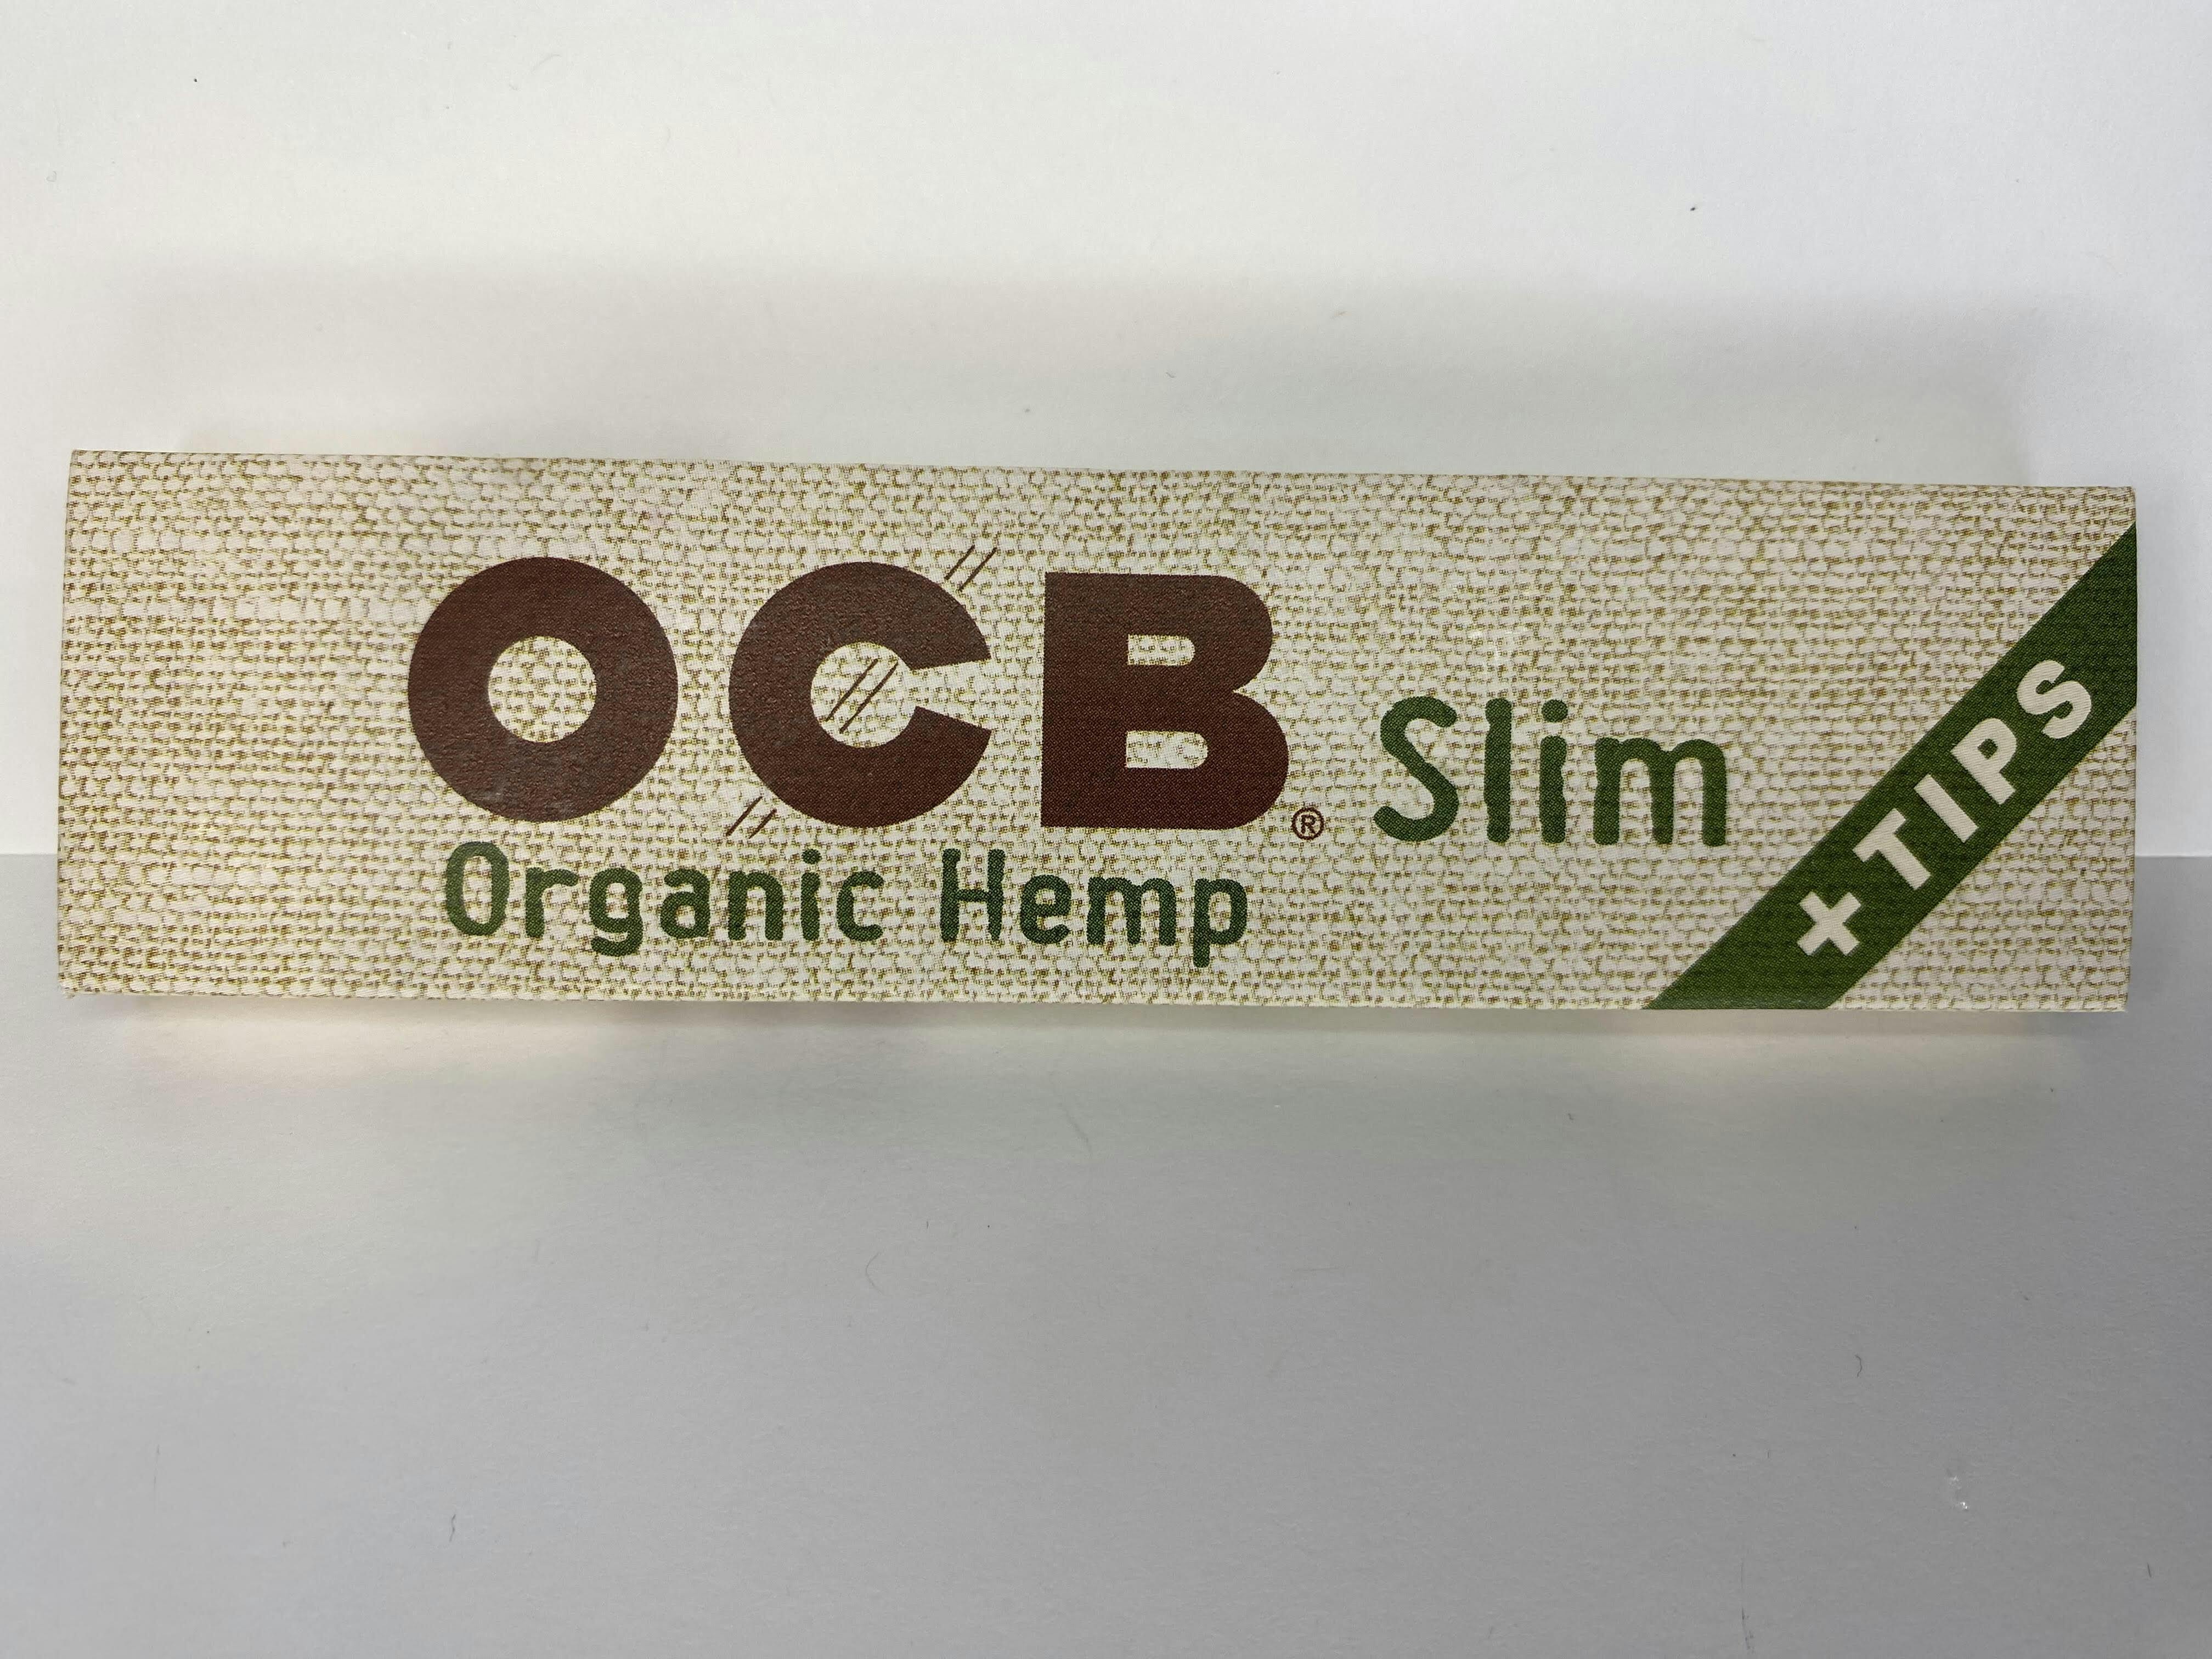 OCB® Slim
Organic Hemp
+ TIPS